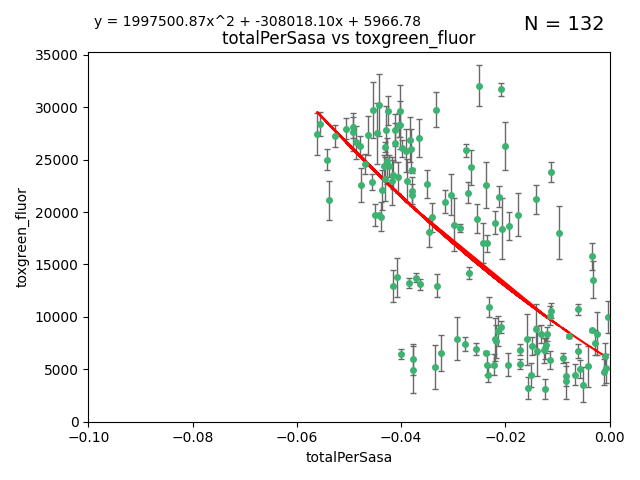 y = 1997500.87x^2 + -308018.10x + 5966.78
N = 132
totalPerSasa vs toxgreen_fluor
35000
30000
25000
20000
15000
10000
5000
0
toxgreen_fluor
−0.10
−0.08
−0.06
−0.04
−0.02
0.00
totalPerSasa